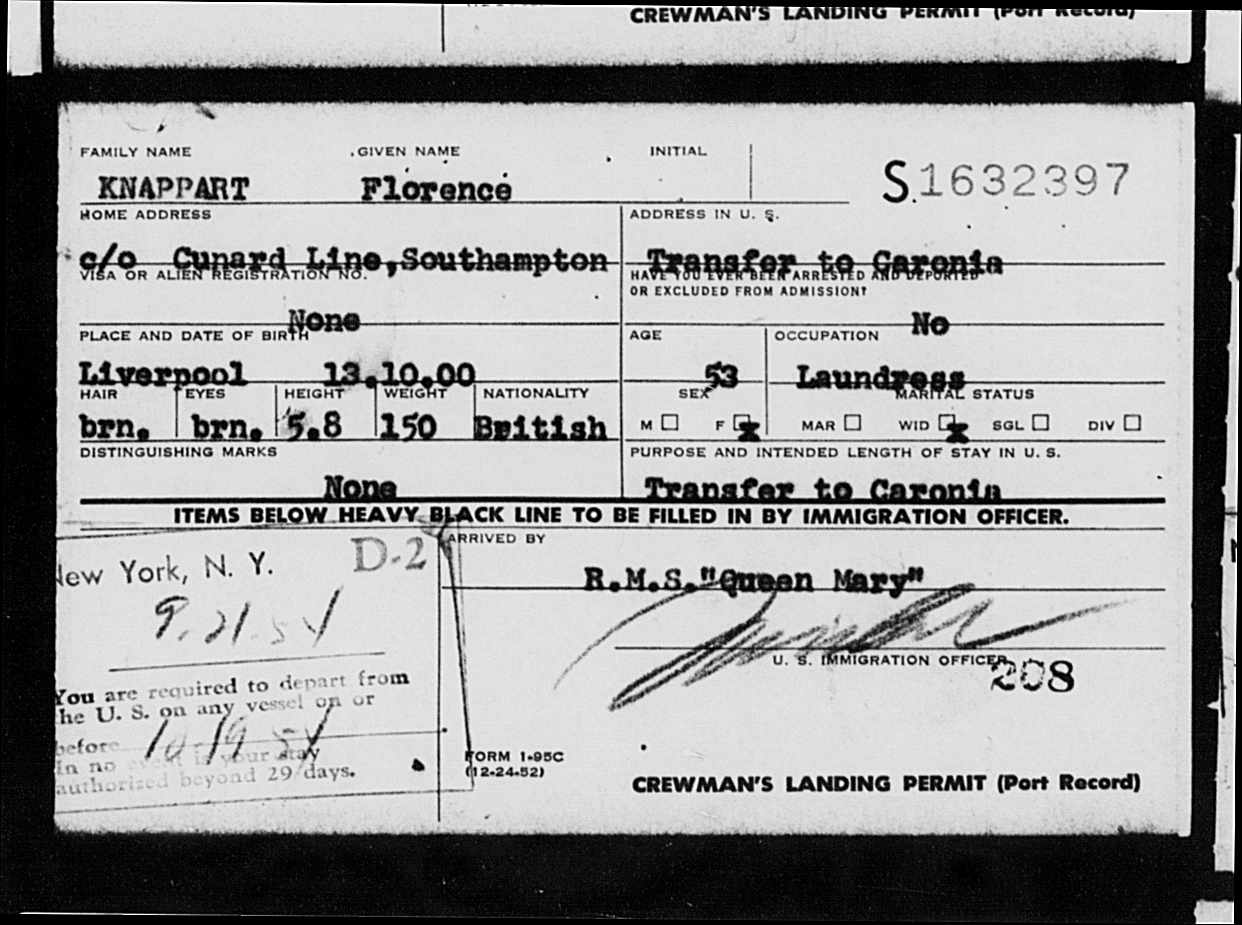 CREWMAN'S LANDING PERMIT (Port Record)
FAMILY NAME GIVEN NAME INITIAL
KNAPPART Florence S.1632397
HOME ADDRESS ADDRESS IN U. S.
c/o Cunard Line,Southampton Transfer to Caronia
VISA OR ALIEN REGISTRATION NO. HAVE YOU EVER BEEN ARRESTED AND DEPORTED
OR EXCLUDED FROM ADMISSION?
None No
PLACE AND DATE OF BIRTH AGE OCCUPATION
Liverpool 13.10.00 53 Laundress
HAIR EYES HEIGHT WEIGHT NATIONALITY SEX MARITAL STATUS
brn. brn. 5.8 150 British M ☐ F ☒ MAR ☐ WID ☒ SGL ☐ DIV ☐
DISTINGUISHING MARKS PURPOSE AND INTENDED LENGTH OF STAY IN U. S.
None Transfer to Caronia
ITEMS BELOW HEAVY BLACK LINE TO BE FILLED IN BY IMMIGRATION OFFICER.
New York, N. Y. D-2 ARRIVED BY
R.M.S."Queen Mary"
9.21.54
U. S. IMMIGRATION OFFICER
208
You are required to depart from
the U. S. on any vessel on or
before 10-19 54
In no event is your stay
authorized beyond 29 days.
FORM I-95C
(12-24-52)
CREWMAN'S LANDING PERMIT (Port Record)